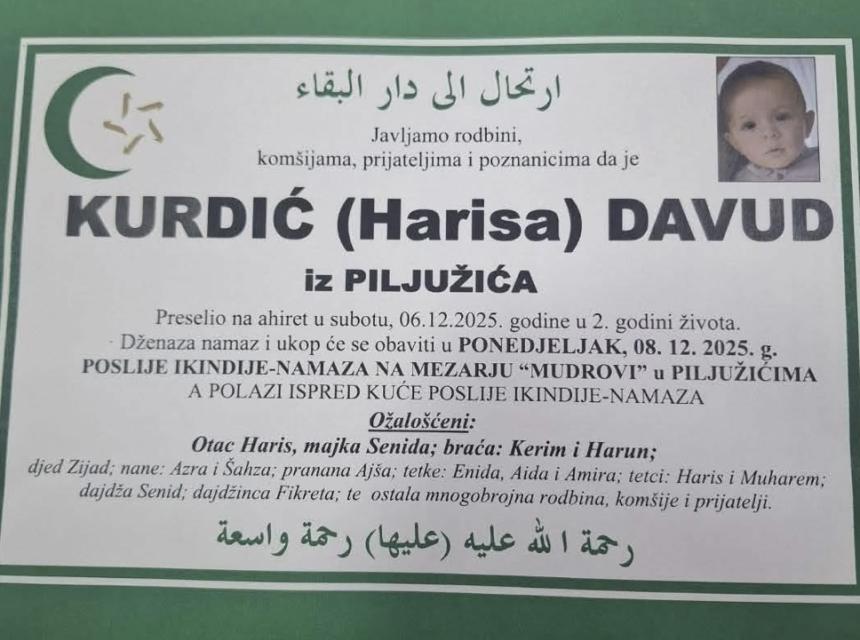 ارتحال الى دار البقاء
Javljamo rodbini,
komšijama, prijateljima i poznanicima da je
KURDIĆ (Harisa) DAVUD
iz PILJUŽIĆA
Preselio na ahiret u subotu, 06.12.2025. godine u 2. godini života.
Dženaza namaz i ukop će se obaviti u PONEDJELJAK, 08. 12. 2025. g.
POSLIJE IKINDIJE-NAMAZA NA MEZARJU “MUDROVI” u PILJUŽIĆIMA
A POLAZI ISPRED KUĆE POSLIJE IKINDIJE-NAMAZA
Ožalošćeni:
Otac Haris, majka Senida; braća: Kerim i Harun;
djed Zijad; nane: Azra i Šahza; pranana Ajša; tetke: Enida, Aida i Amira; tetci: Haris i Muharem;
dajdža Senid; dajdžinca Fikreta; te ostala mnogobrojna rodbina, komšije i prijatelji.
رحمة الله عليه (عليها) رحمة واسعة